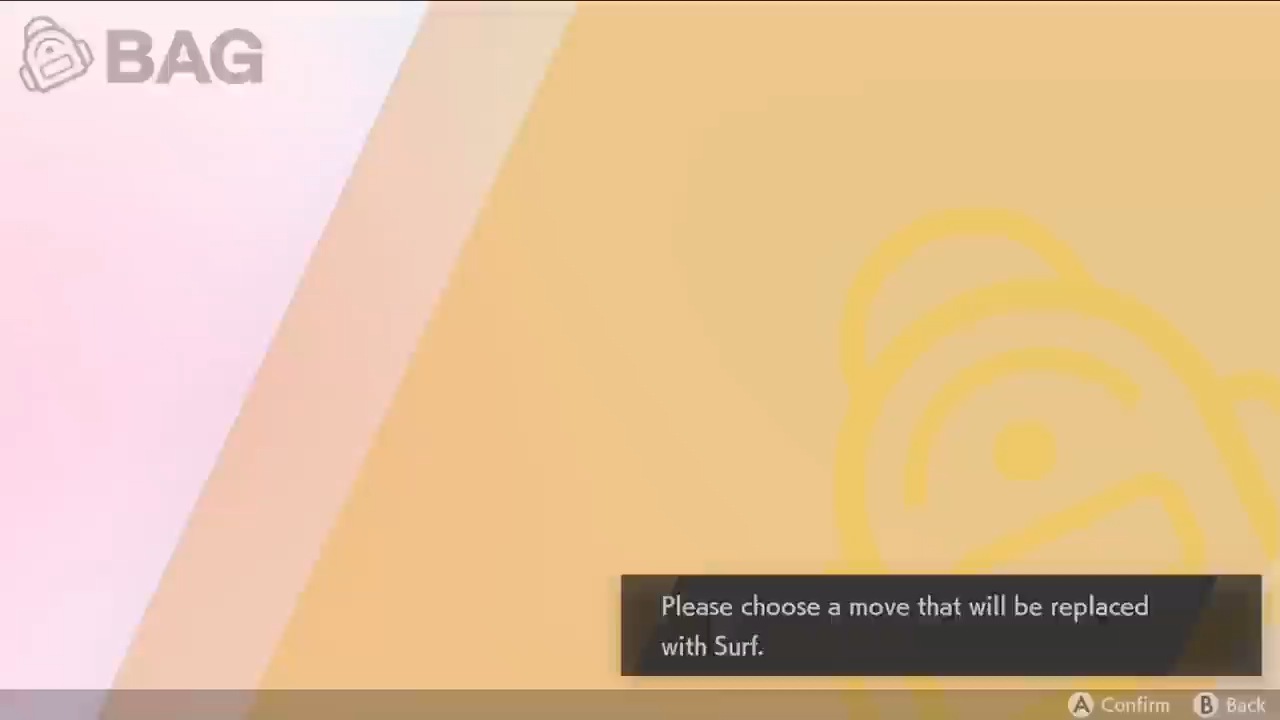 BAG
Please choose a move that will be replaced
with Surf.
A Confirm B Back